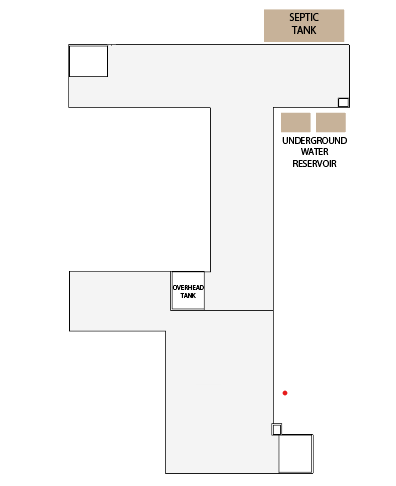 SEPTIC
TANK
UNDERGROUND
WATER
RESERVOIR
OVERHEAD
TANK